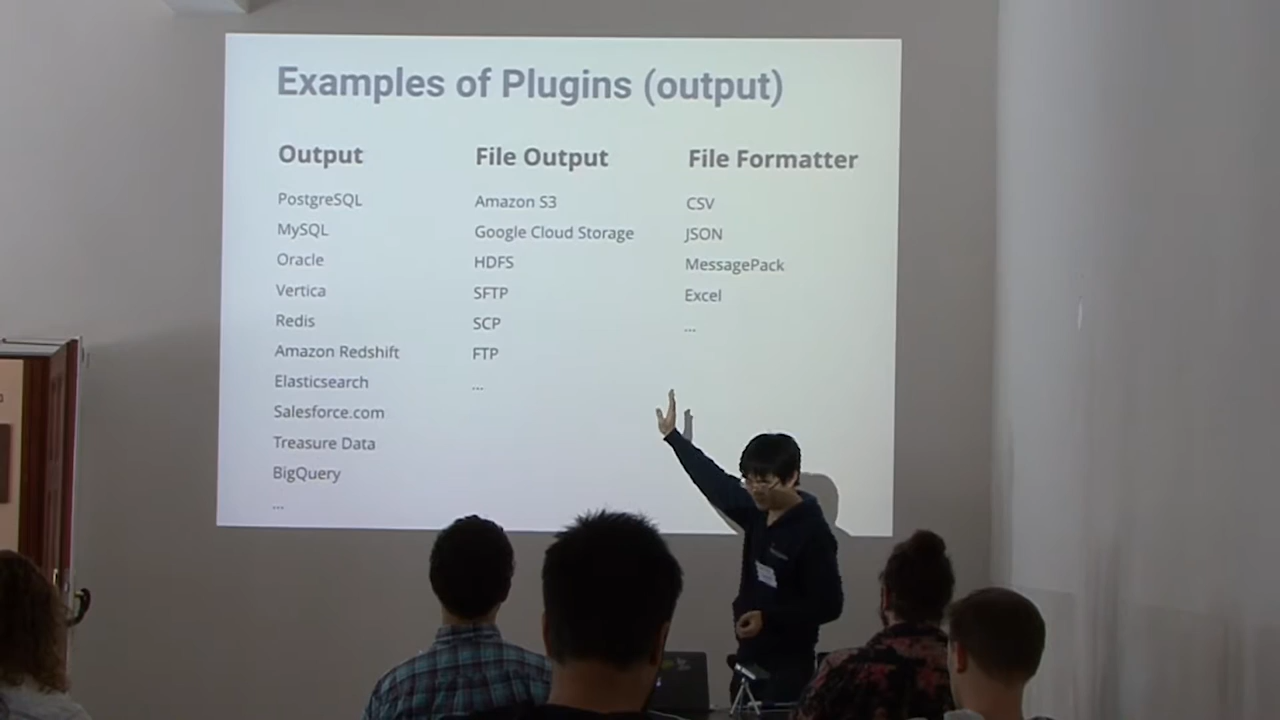 Examples of Plugins (output)
Output
PostgreSQL
MySQL
Oracle
Vertica
Redis
Amazon Redshift
Elasticsearch
Salesforce.com
Treasure Data
BigQuery
...
File Output
Amazon S3
Google Cloud Storage
HDFS
SFTP
SCP
FTP
...
File Formatter
CSV
JSON
MessagePack
Excel
...